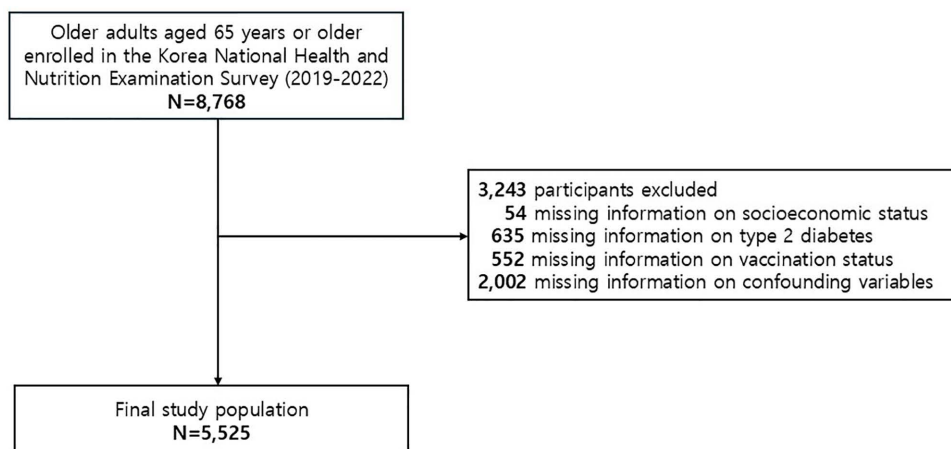 Older adults aged 65 years or older
enrolled in the Korea National Health and
Nutrition Examination Survey (2019-2022)
N=8,768
3,243 participants excluded
54 missing information on socioeconomic status
635 missing information on type 2 diabetes
552 missing information on vaccination status
2,002 missing information on confounding variables
Final study population
N=5,525